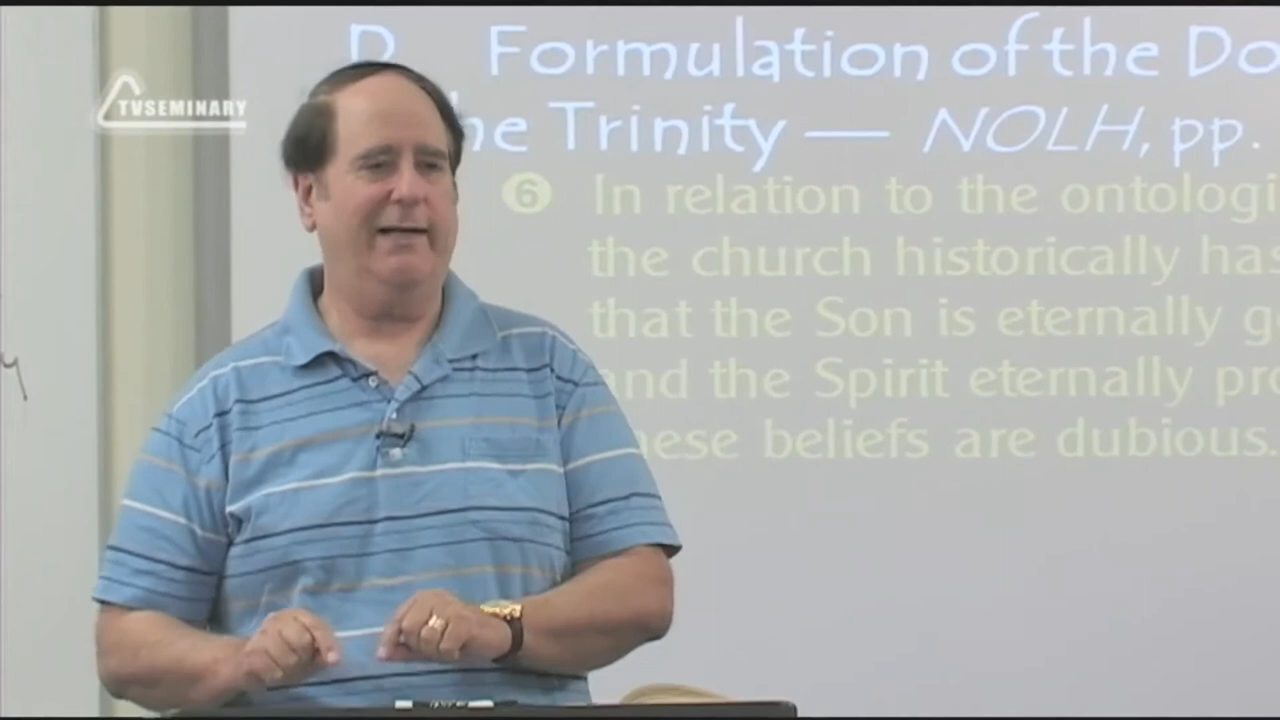 D. Formulation of the Do
he Trinity — NOLH, pp.
TVSEMINARY
6 In relation to the ontologi
the church historically has
that the Son is eternally g
and the Spirit eternally pro
hese beliefs are dubious.
y